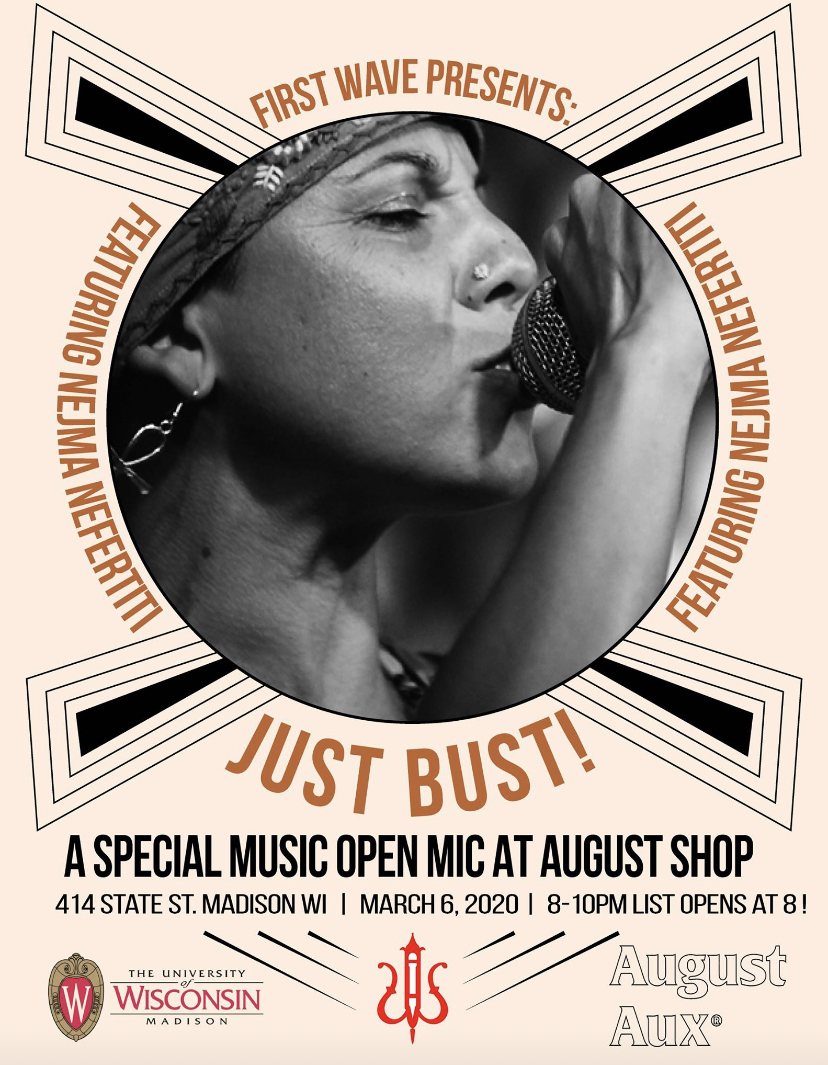 FIRST WAVE PRESENTS:
FEATURING NEJMA NEFERTITI
FEATURING NEJMA NEFERTITI
JUST BUST!
A SPECIAL MUSIC OPEN MIC AT AUGUST SHOP
414 STATE ST. MADISON WI | MARCH 6, 2020 | 8-10PM LIST OPENS AT 8 !
W
THE UNIVERSITY
of
WISCONSIN
MADISON
August
Aux®